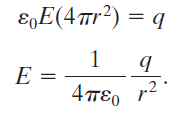 ε₀E(4πr²) = q
E = 1/4πε₀ q/r².